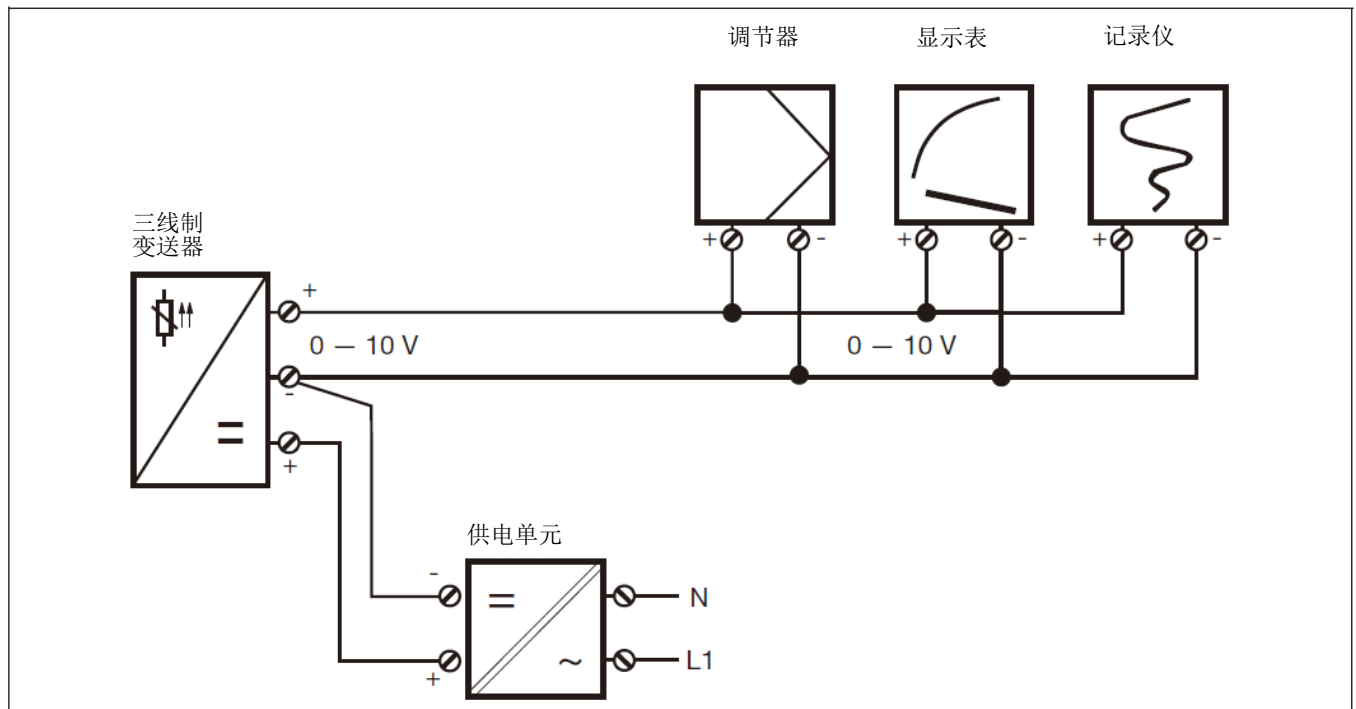 调节器 显示表 记录仪
+ - + - + -
三线制
变送器
+
0 — 10 V 0 — 10 V
-
=
+
供电单元
- = N
+ ~ L1